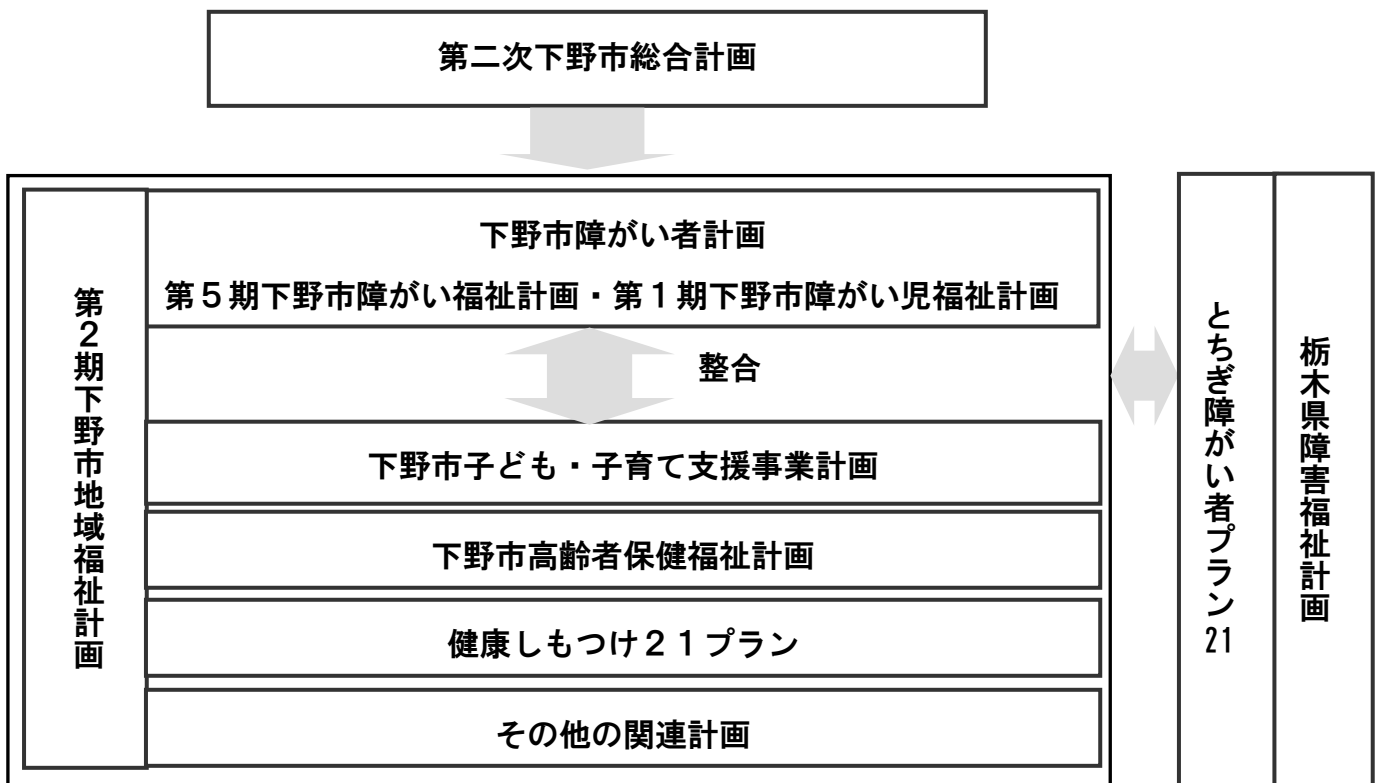 第二次下野市総合計画
第２期下野市地域福祉計画
下野市障がい者計画
第５期下野市障がい福祉計画・第１期下野市障がい児福祉計画
整合
下野市子ども・子育て支援事業計画
下野市高齢者保健福祉計画
健康しもつけ２１プラン
その他の関連計画
とちぎ障がい者プラン21
栃木県障害福祉計画